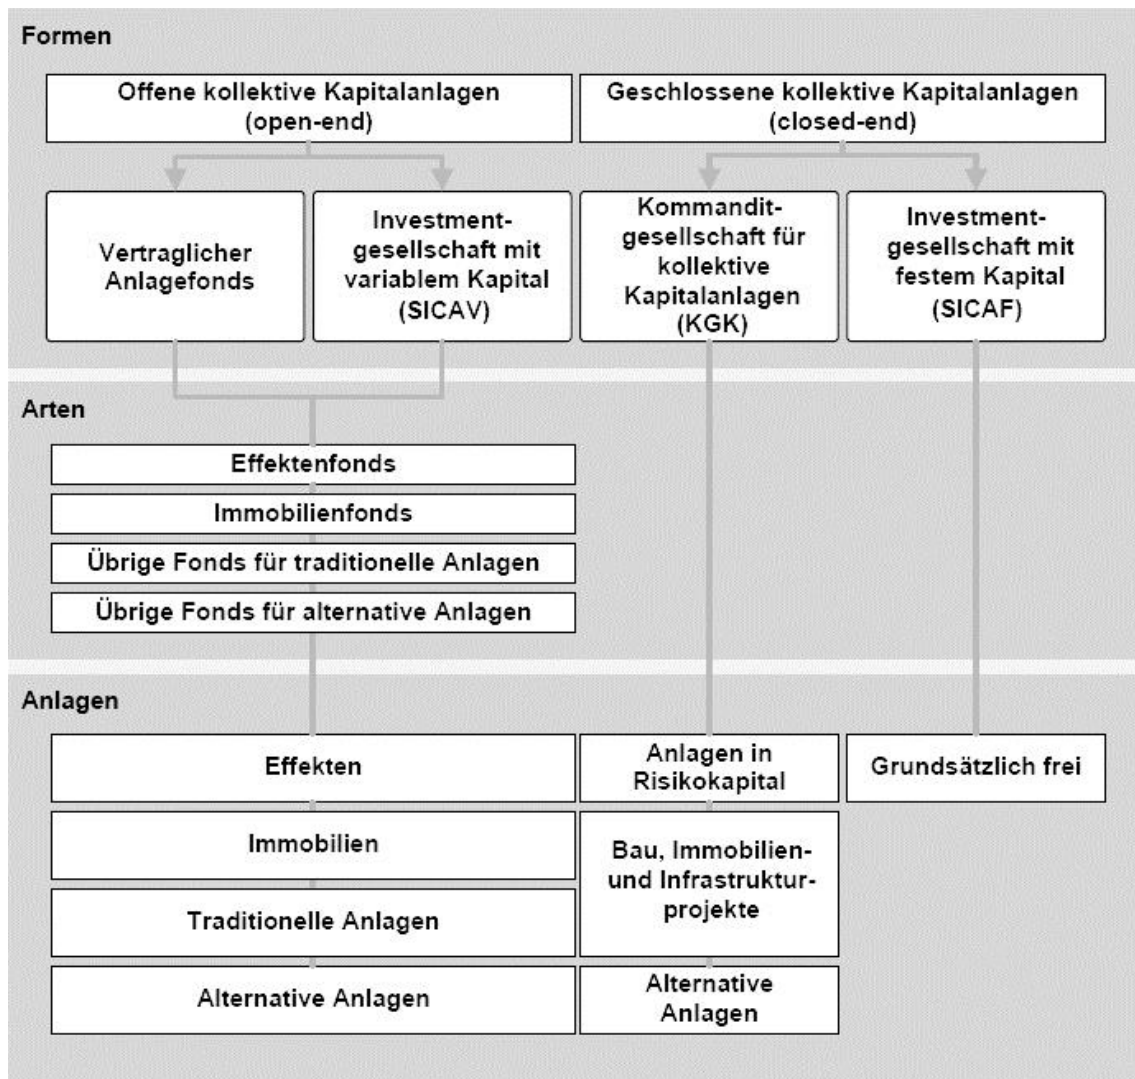 Formen
Offene kollektive Kapitalanlagen
(open-end)
Geschlossene kollektive Kapitalanlagen
(closed-end)
Vertraglicher
Anlagefonds
Investment-
gesellschaft mit
variablem Kapital
(SICAV)
Kommandit-
gesellschaft für
kollektive
Kapitalanlagen
(KGK)
Investment-
gesellschaft mit
festem Kapital
(SICAF)
Arten
Effektenfonds
Immobilienfonds
Übrige Fonds für traditionelle Anlagen
Übrige Fonds für alternative Anlagen
Anlagen
Effekten
Anlagen in
Risikokapital
Grundsätzlich frei
Immobilien
Bau, Immobilien-
und Infrastruktur-
projekte
Traditionelle Anlagen
Alternative Anlagen
Alternative
Anlagen